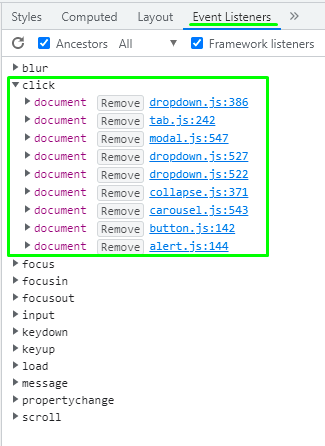 Styles Computed Layout Event Listeners »
Ancestors All Framework listeners
blur
click
document Remove dropdown.js:386
document Remove tab.js:242
document Remove modal.js:547
document Remove dropdown.js:527
document Remove dropdown.js:522
document Remove collapse.js:371
document Remove carousel.js:543
document Remove button.js:142
document Remove alert.js:144
focus
focusin
focusout
input
keydown
keyup
load
message
propertychange
scroll